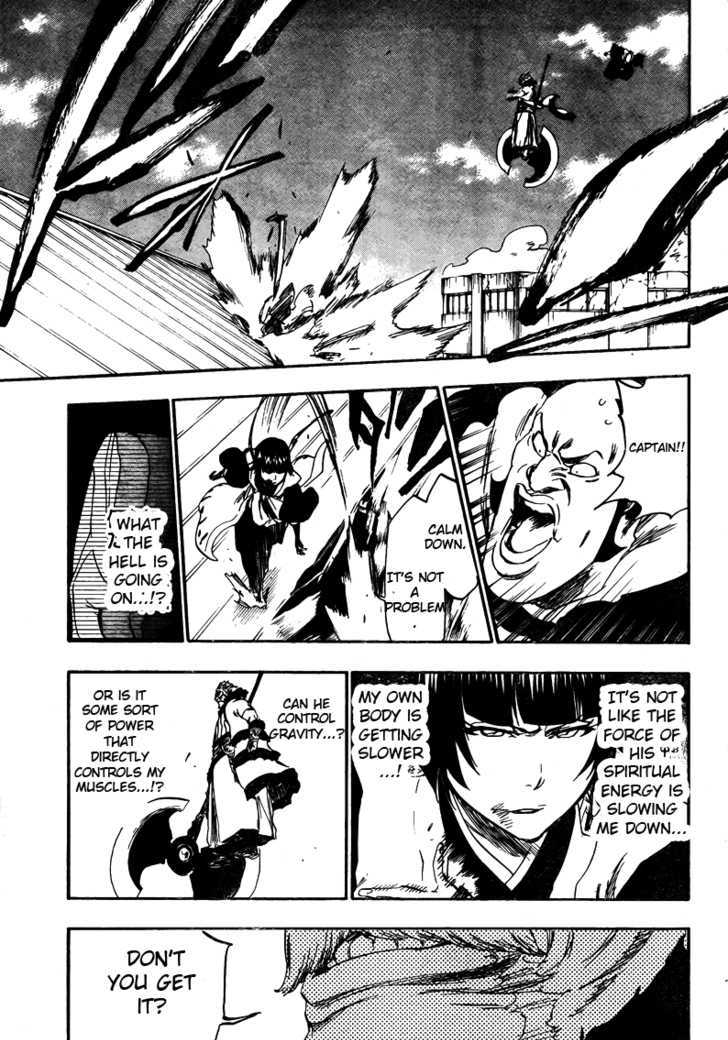 CAPTAIN!!
CALM
DOWN.
IT'S NOT
A
PROBLEM
WHAT
THE
HELL IS
GOING
ON...!?
IT'S NOT
LIKE THE
FORCE OF
HIS
SPIRITUAL
ENERGY IS
SLOWING
ME DOWN...
MY OWN
BODY IS
GETTING
SLOWER
...!
CAN HE
CONTROL
GRAVITY...?
OR IS IT
SOME SORT
OF POWER
THAT
DIRECTLY
CONTROLS MY
MUSCLES...!?
DON'T
YOU GET
IT?